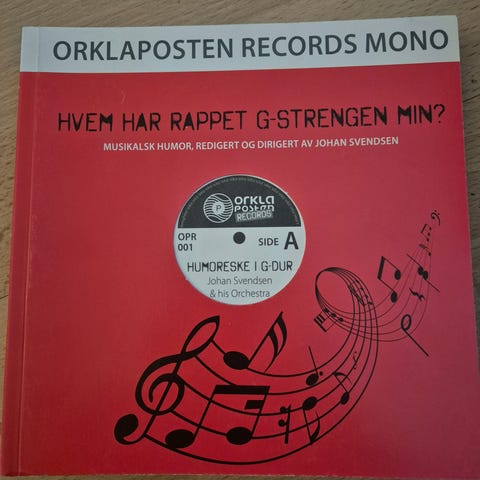 ORKLAPOSTEN RECORDS MONO
HVEM HAR RAPPET G-STRENGEN MIN?
MUSIKALSK HUMOR, REDIGERT OG DIRIGERT AV JOHAN SVENDSEN
ORKLA
POSTEN
RECORDS
OPR
001
SIDE A
HUMORESKE I G-DUR
Johan Svendsen
& his Orchestra